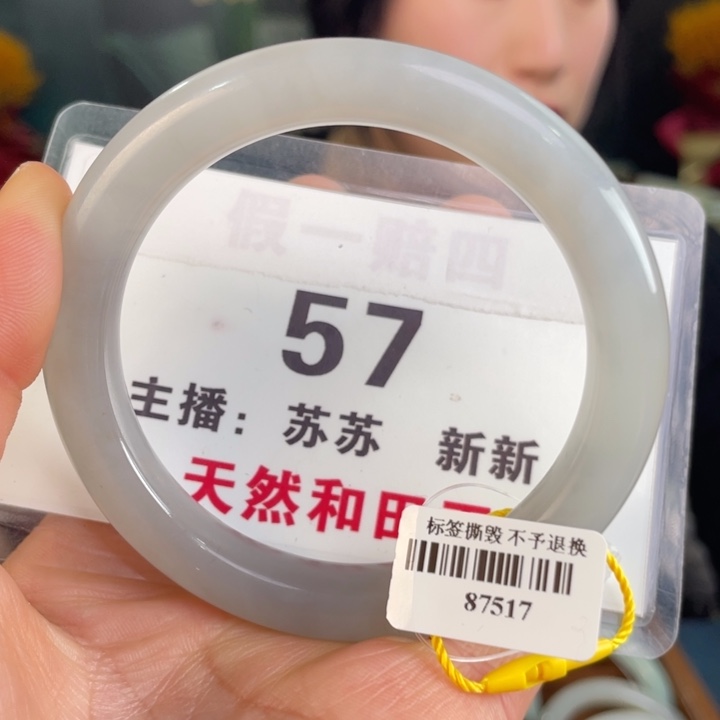 假一赔四
57
主播： 苏苏 新新
天然和田玉
标签撕毁 不予退换
87517